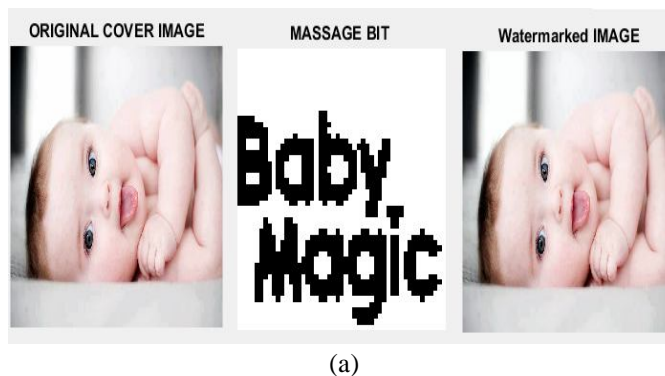 ORIGINAL COVER IMAGE
MASSAGE BIT
Watermarked IMAGE
Baby
Magic
(a)